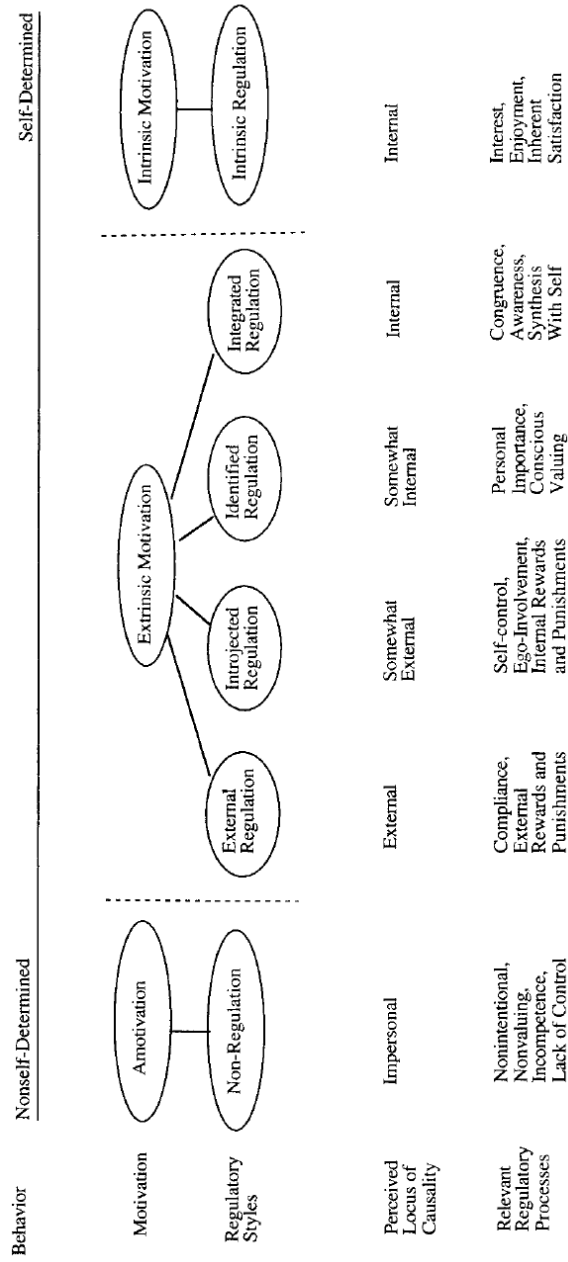 Behavior
Nonself-Determined
Self-Determined
Motivation
Amotivation
Extrinsic Motivation
Intrinsic Motivation
Regulatory
Styles
Non-Regulation
External
Regulation
Introjected
Regulation
Identified
Regulation
Integrated
Regulation
Intrinsic Regulation
Perceived
Locus of
Causality
Impersonal
External
Somewhat
External
Somewhat
Internal
Internal
Internal
Relevant
Regulatory
Processes
Nonintentional,
Nonvaluing,
Incompetence,
Lack of Control
Compliance,
External
Rewards and
Punishments
Self-control,
Ego-Involvement,
Internal Rewards
and Punishments
Personal
Importance,
Conscious
Valuing
Congruence,
Awareness,
Synthesis
With Self
Interest,
Enjoyment,
Inherent
Satisfaction